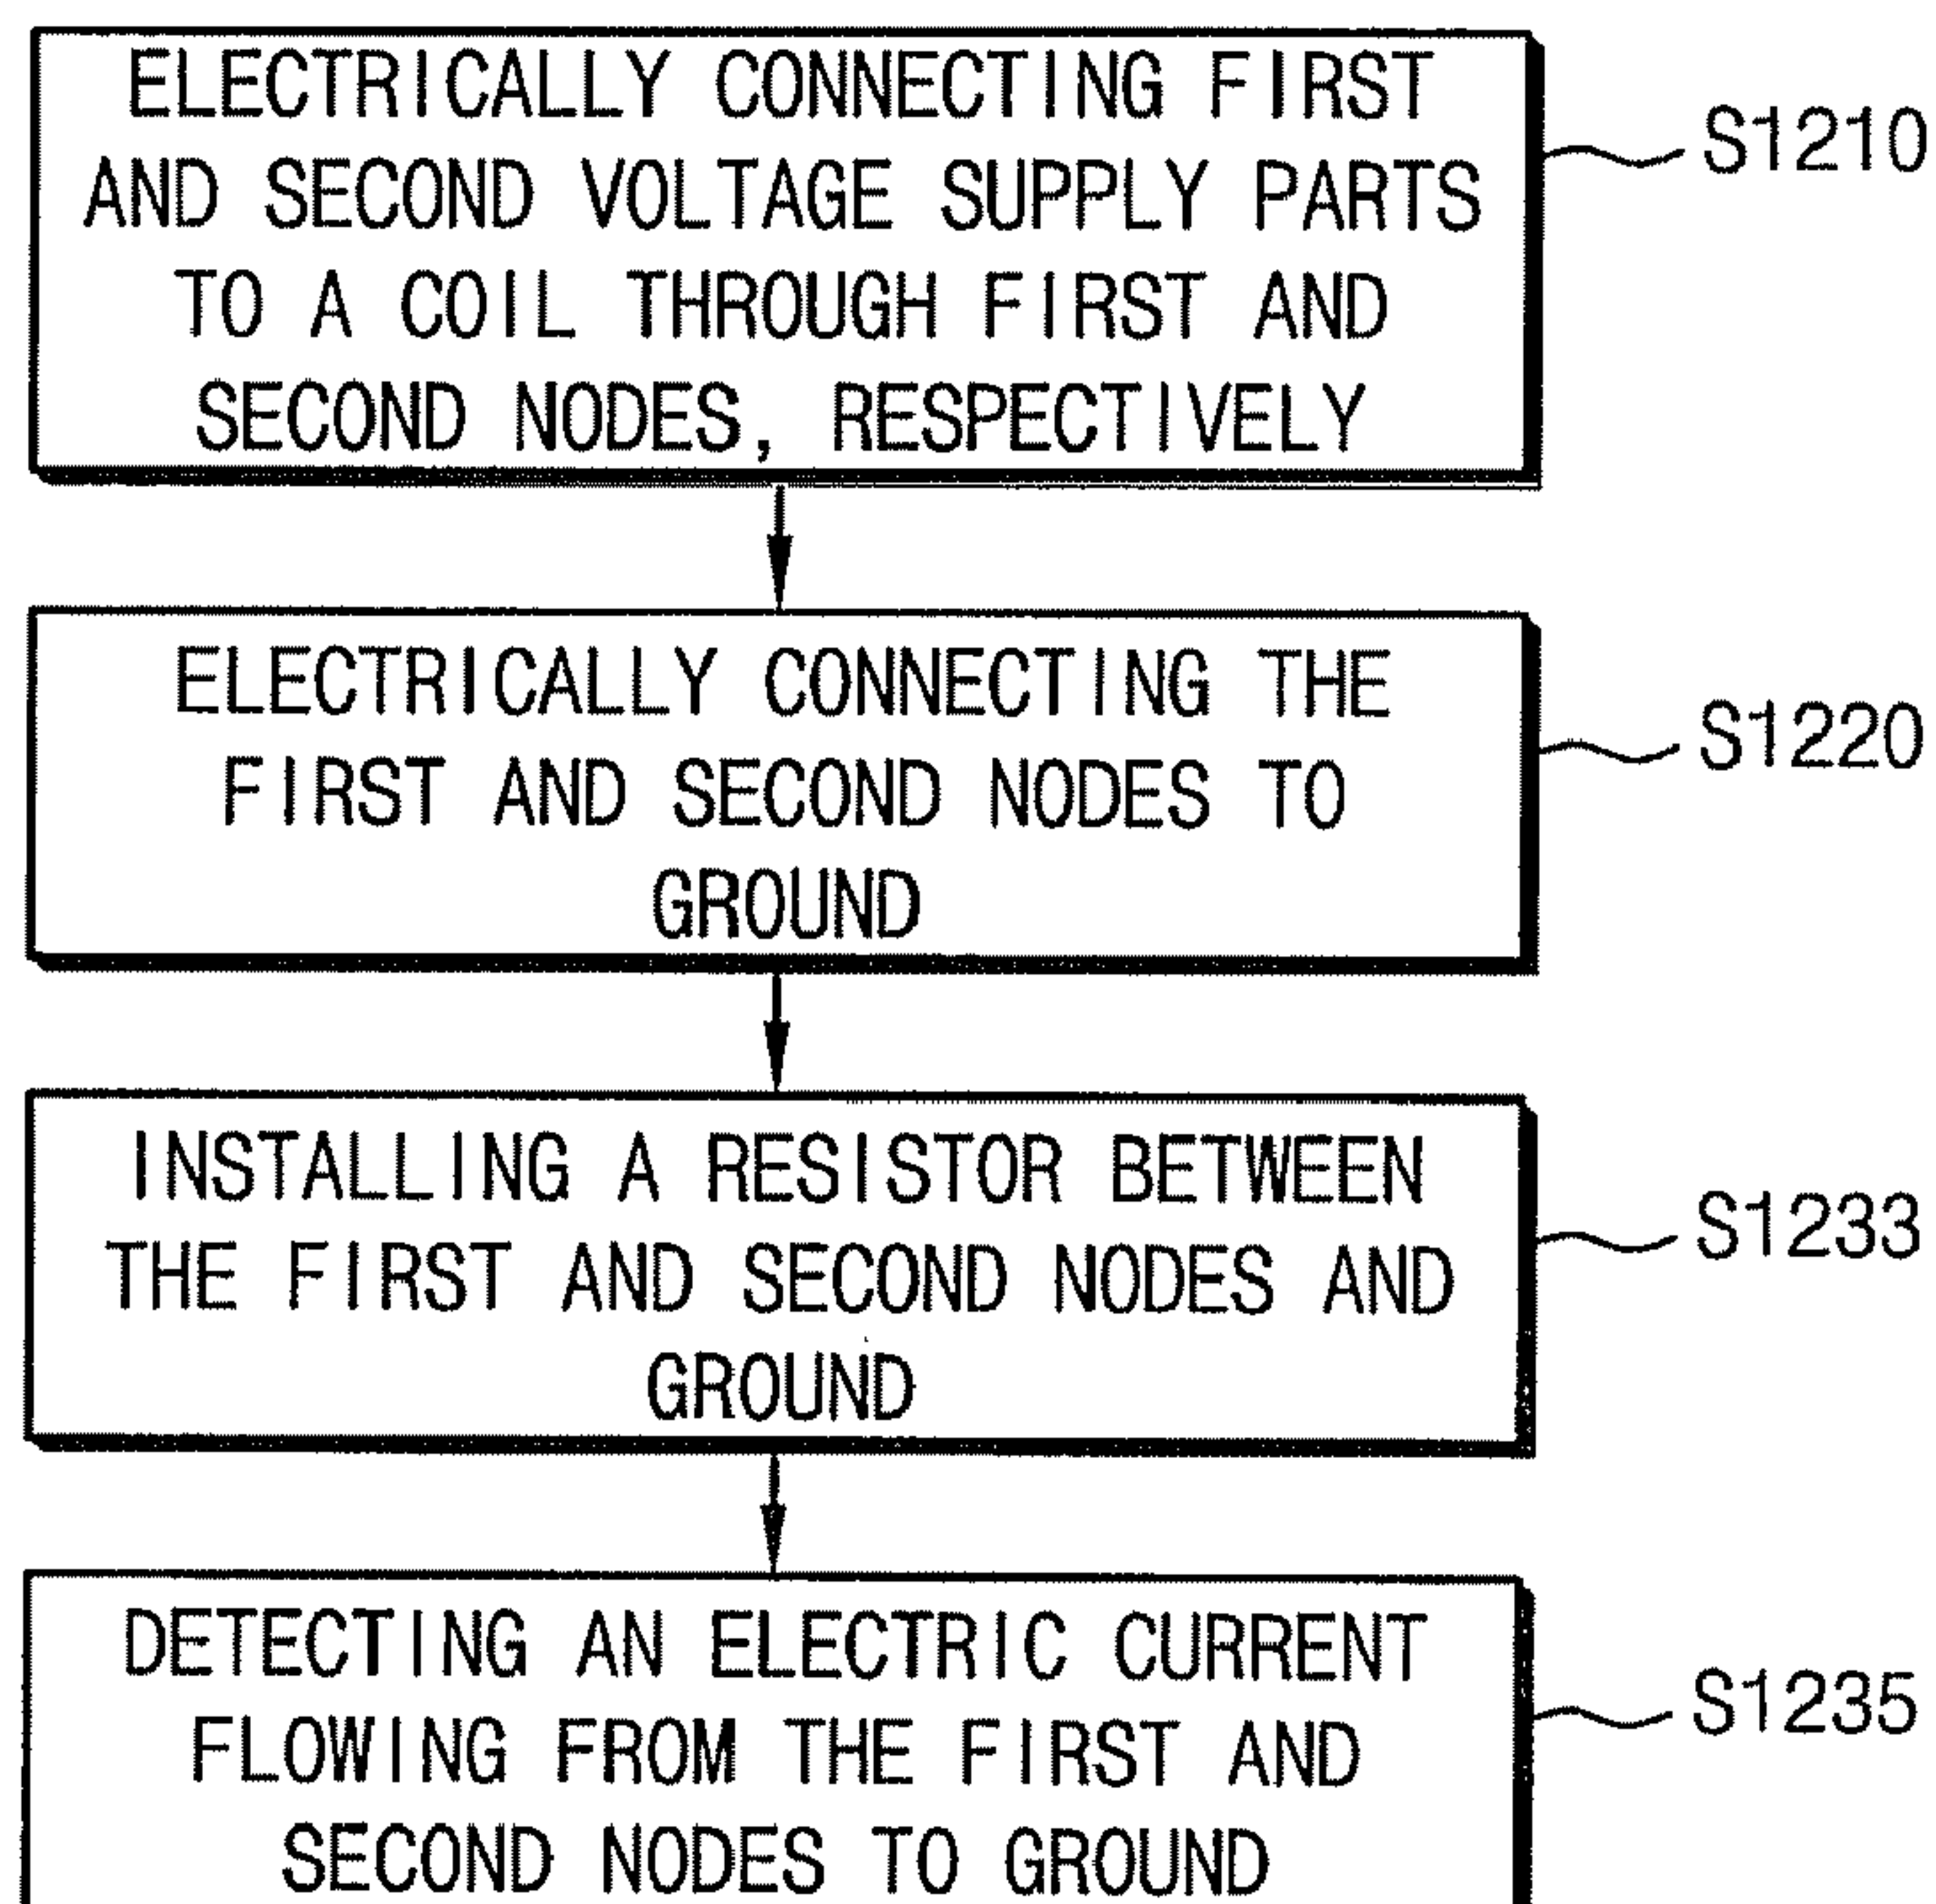 ELECTRICALLY CONNECTING FIRST
AND SECOND VOLTAGE SUPPLY PARTS
TO A COIL THROUGH FIRST AND
SECOND NODES, RESPECTIVELY
S1210
ELECTRICALLY CONNECTING THE
FIRST AND SECOND NODES TO
GROUND
S1220
INSTALLING A RESISTOR BETWEEN
THE FIRST AND SECOND NODES AND
GROUND
S1233
DETECTING AN ELECTRIC CURRENT
FLOWING FROM THE FIRST AND
SECOND NODES TO GROUND
S1235